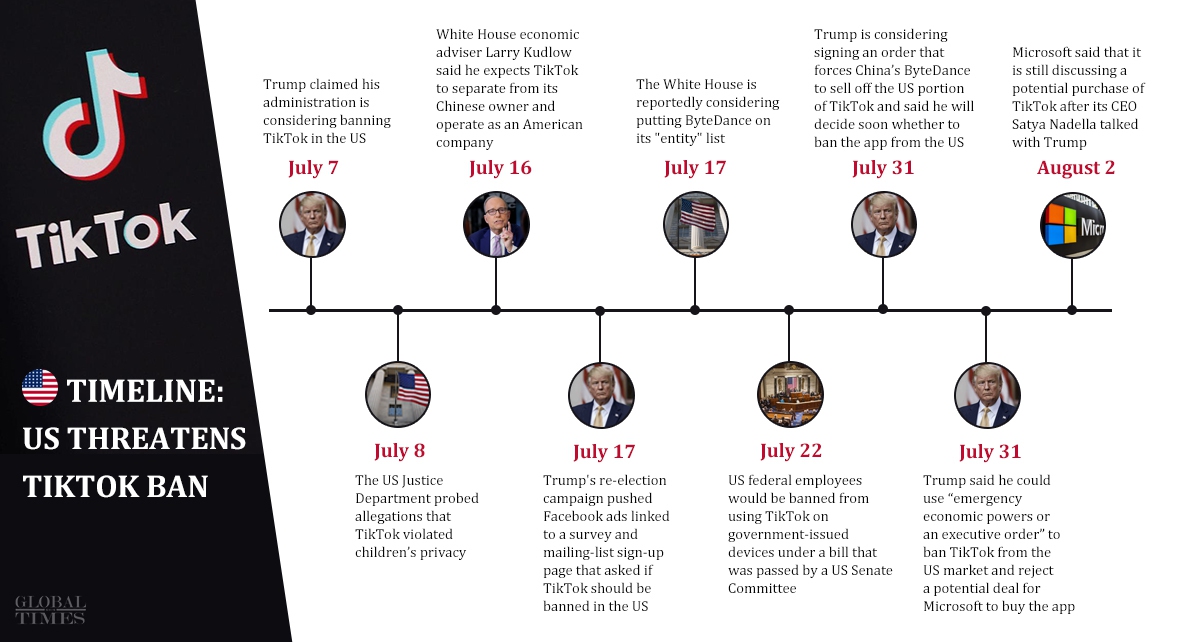 TikTok
TIMELINE:
US THREATENS
TIKTOK BAN
GLOBAL
TIMES
Trump claimed his
administration is
considering banning
TikTok in the US
July 7
July 8
The US Justice
Department probed
allegations that
TikTok violated
children's privacy
White House economic
adviser Larry Kudlow
said he expects TikTok
to separate from its
Chinese owner and
operate as an American
company
July 16
July 17
Trump's re-election
campaign pushed
Facebook ads linked
to a survey and
mailing-list sign-up
page that asked if
TikTok should be
banned in the US
The White House is
reportedly considering
putting ByteDance on
its "entity" list
July 17
July 22
US federal employees
would be banned from
using TikTok on
government-issued
devices under a bill that
was passed by a US Senate
Committee
Trump is considering
signing an order that
forces China’s ByteDance
to sell off the US portion
of TikTok and said he will
decide soon whether to
ban the app from the US
July 31
July 31
Trump said he could
use “emergency
economic powers or
an executive order” to
ban TikTok from the
US market and reject
a potential deal for
Microsoft to buy the app
Microsoft said that it
is still discussing a
potential purchase of
TikTok after its CEO
Satya Nadella talked
with Trump
August 2
Micr